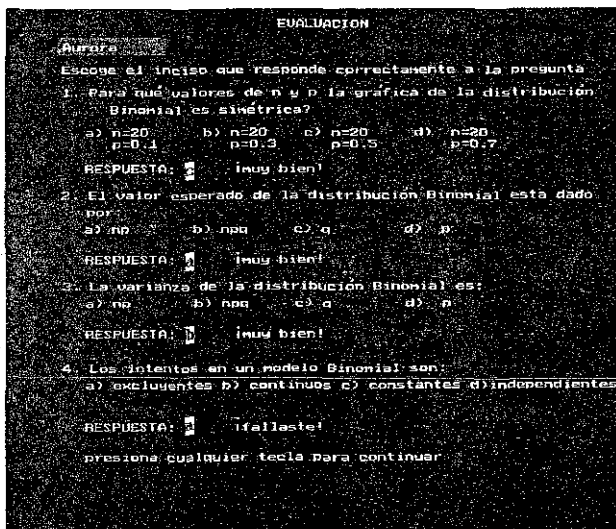 EVALUACION
Aurora
Escoge el inciso que responde correctamente a la pregunta
1. Para qué valores de n y p la gráfica de la distribución
Binomial es simétrica?
a) n=20 b) n=20 c) n=20 d) n=20
p=0.1 p=0.3 p=0.5 p=0.7
RESPUESTA: c ¡muy bien!
2. El valor esperado de la distribución Binomial esta dado
por
a) np b) npq c) q d) p
RESPUESTA: a ¡muy bien!
3. La varianza de la distribución Binomial es:
a) np b) npq c) q d) p
RESPUESTA: b ¡muy bien!
4. Los intentos en un modelo Binomial son:
a) excluyentes b) continuos c) constantes d)independientes
RESPUESTA: a !fallaste!
presiona cualquier tecla para continuar